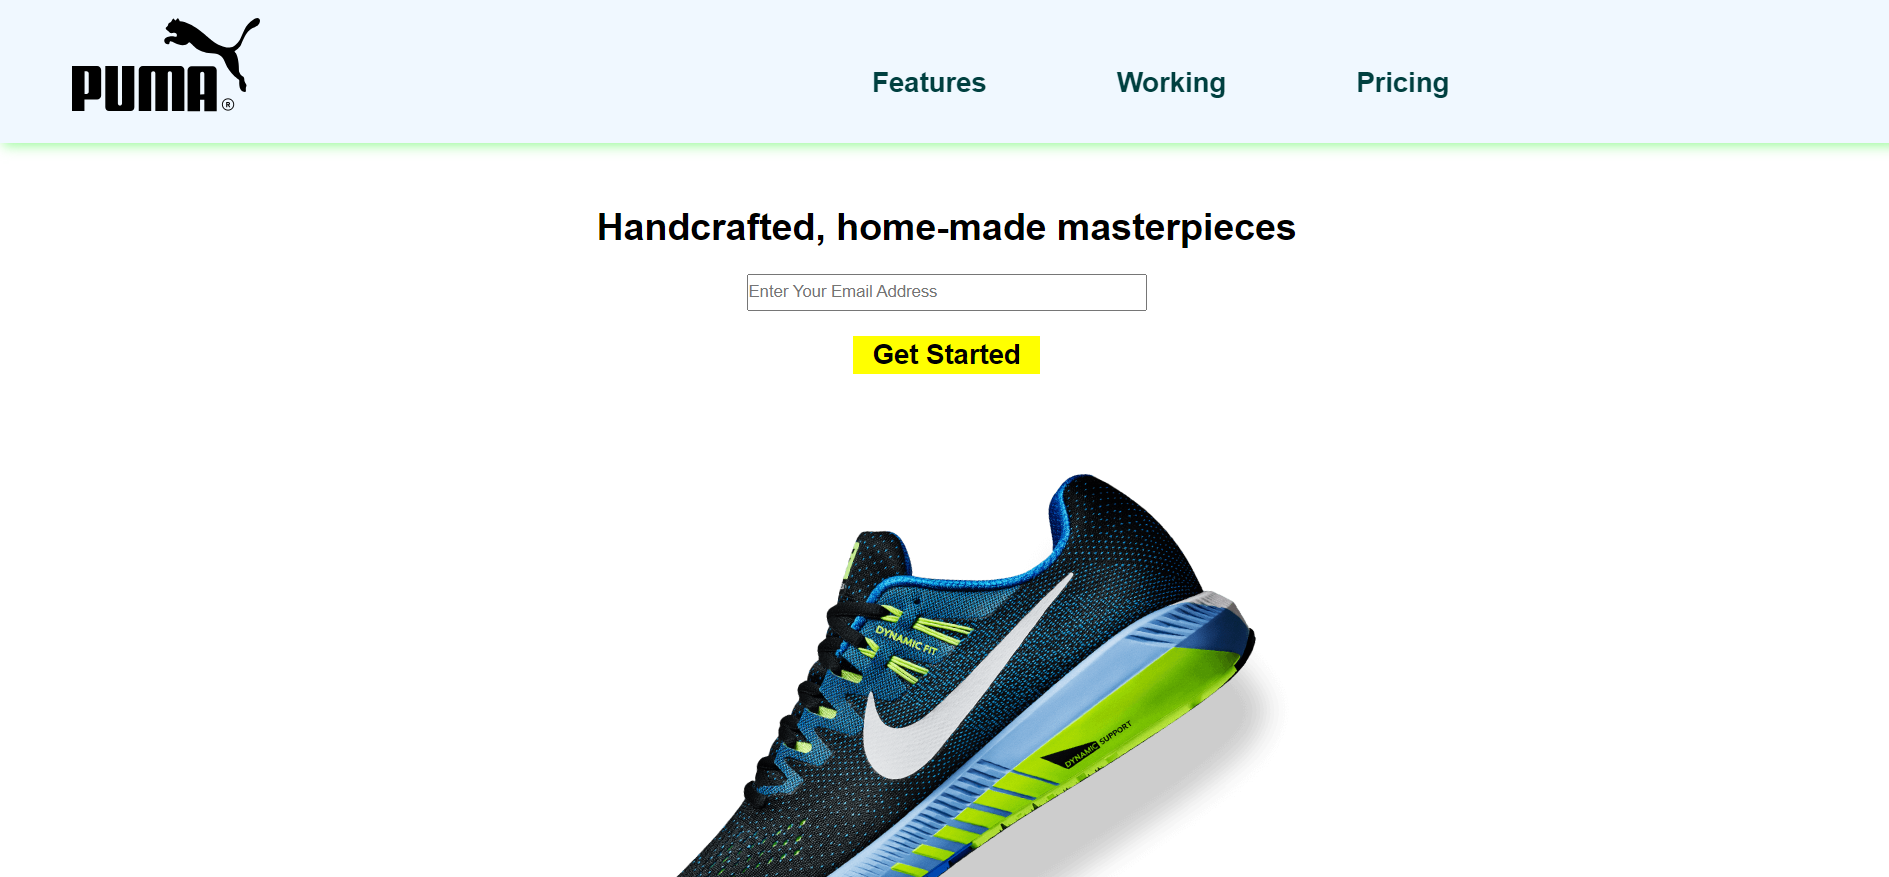 PUMA®
Features
Working
Pricing
Handcrafted, home-made masterpieces
Enter Your Email Address
Get Started
DYNAMIC FIT
DYNAMIC SUPPORT